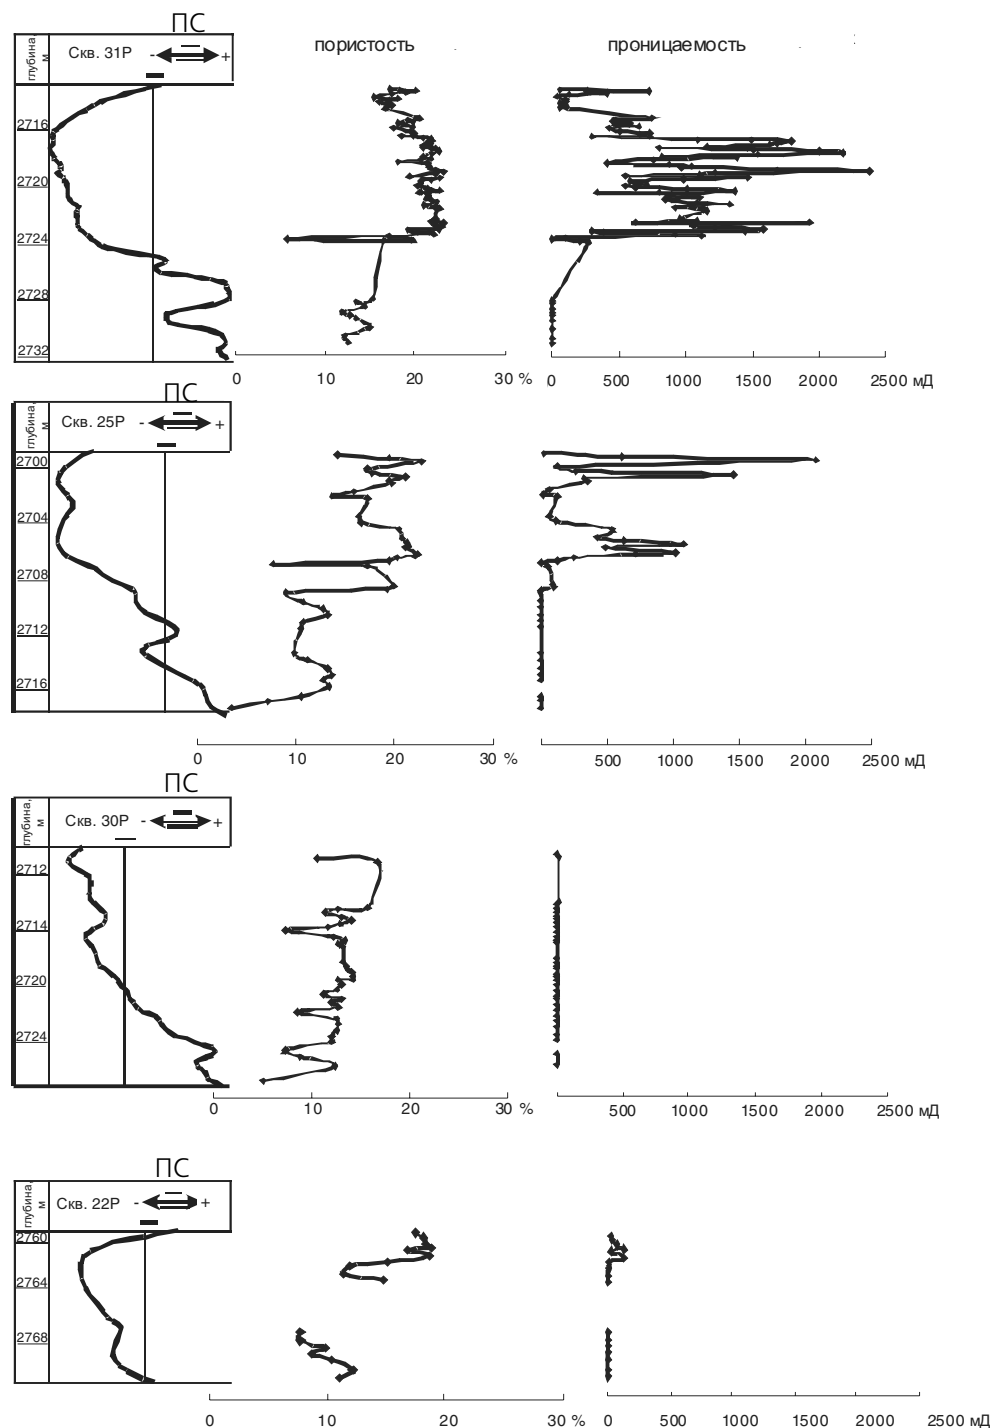 ПС
глубина, м
Скв. 31Р - +
пористость
проницаемость
2716
2720
2724
2728
2732
0 10 20 30 %
0 500 1000 1500 2000 2500 мД
ПС
глубина, м
Скв. 25Р - +
2700
2704
2708
2712
2716
0 10 20 30 %
500 1000 1500 2000 2500 мД
ПС
глубина, м
Скв. 30Р - +
2712
2714
2720
2724
0 10 20 30 %
500 1000 1500 2000 2500 мД
ПС
глубина, м
Скв. 22Р - +
2760
2764
2768
0 10 20 30 %
0 500 1000 1500 2000 2500 мД